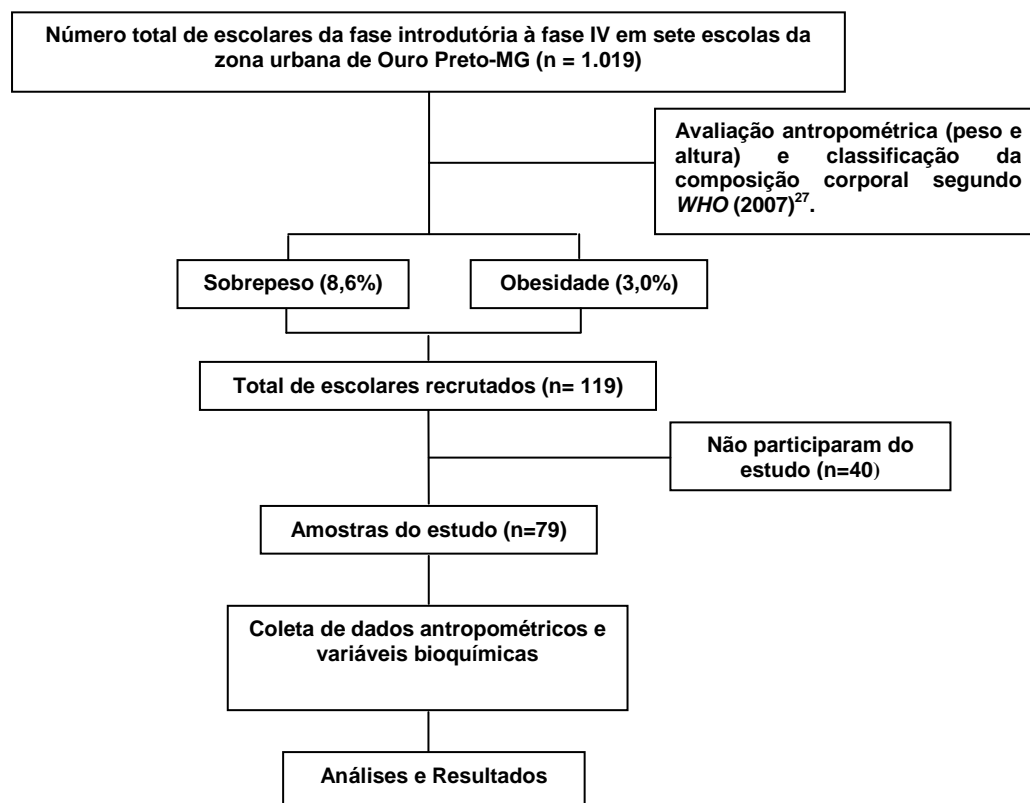 Número total de escolares da fase introdutória à fase IV em sete escolas da
zona urbana de Ouro Preto-MG (n = 1.019)
Avaliação antropométrica (peso e
altura) e classificação da
composição corporal segundo
WHO (2007)27.
Sobrepeso (8,6%)
Obesidade (3,0%)
Total de escolares recrutados (n= 119)
Não participaram do
estudo (n=40)
Amostras do estudo (n=79)
Coleta de dados antropométricos e
variáveis bioquímicas
Análises e Resultados